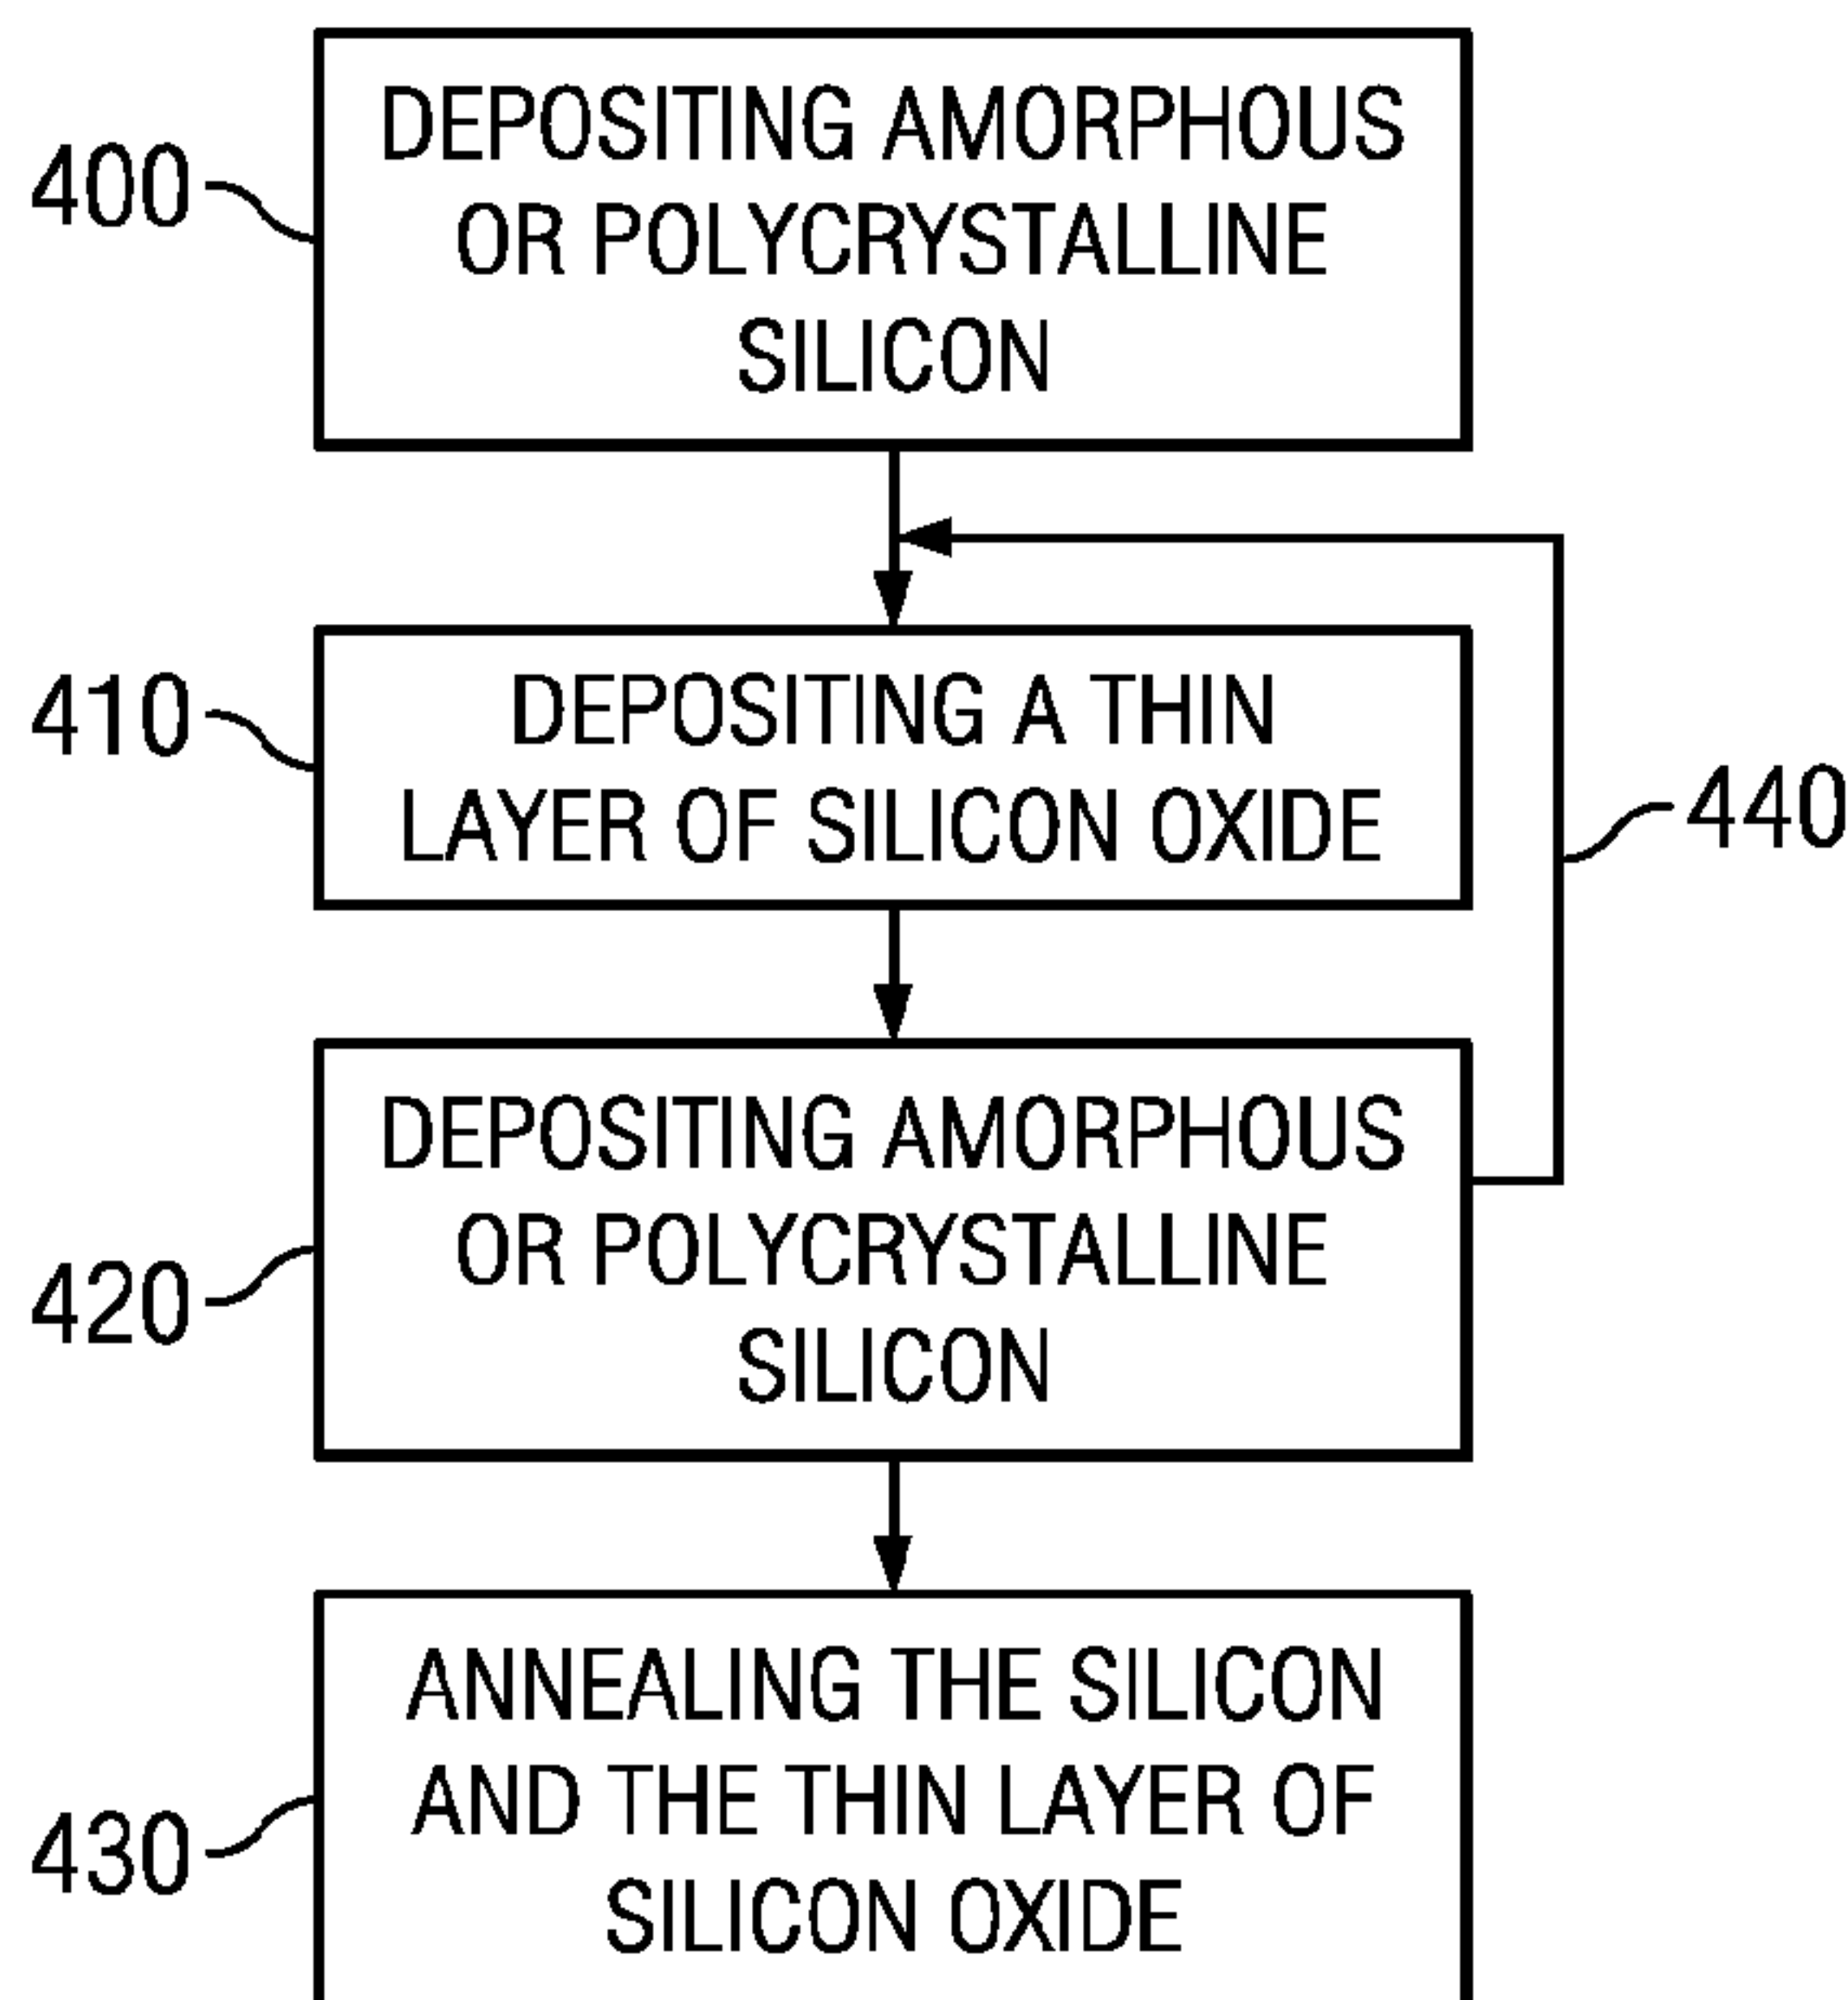 400
DEPOSITING AMORPHOUS
OR POLYCRYSTALLINE
SILICON
410
DEPOSITING A THIN
LAYER OF SILICON OXIDE
440
420
DEPOSITING AMORPHOUS
OR POLYCRYSTALLINE
SILICON
430
ANNEALING THE SILICON
AND THE THIN LAYER OF
SILICON OXIDE